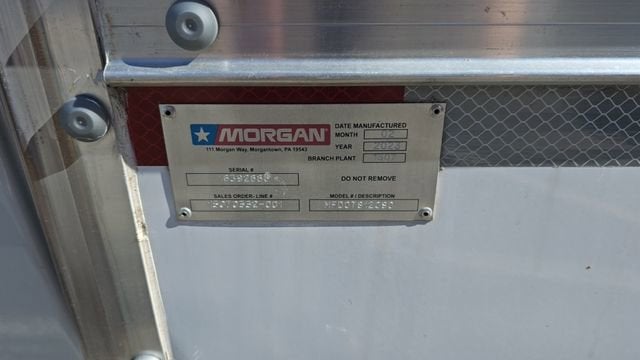 MORGAN
111 Morgan Way, Morgantown, PA 19543
DATE MANUFACTURED
MONTH 02
YEAR 2023
BRANCH PLANT
SERIAL #
DO NOT REMOVE
SALES ORDER- LINE #
MODEL # / DESCRIPTION